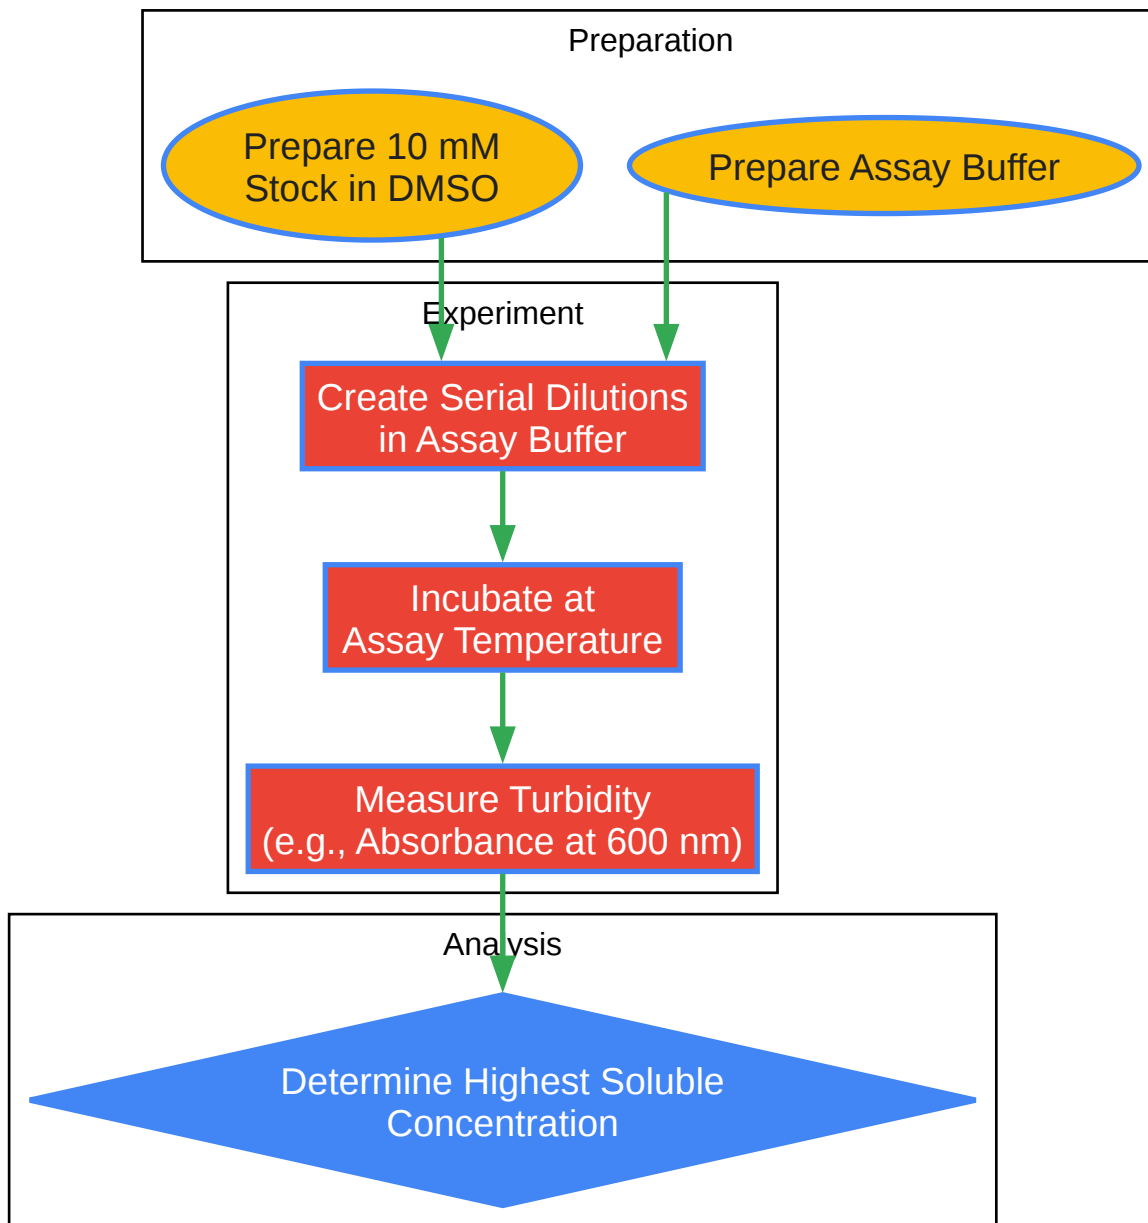 Preparation
Prepare 10 mM
Stock in DMSO
Prepare Assay Buffer
Experiment
Create Serial Dilutions
in Assay Buffer
Incubate at
Assay Temperature
Measure Turbidity
(e.g., Absorbance at 600 nm)
Analysis
Determine Highest Soluble
Concentration